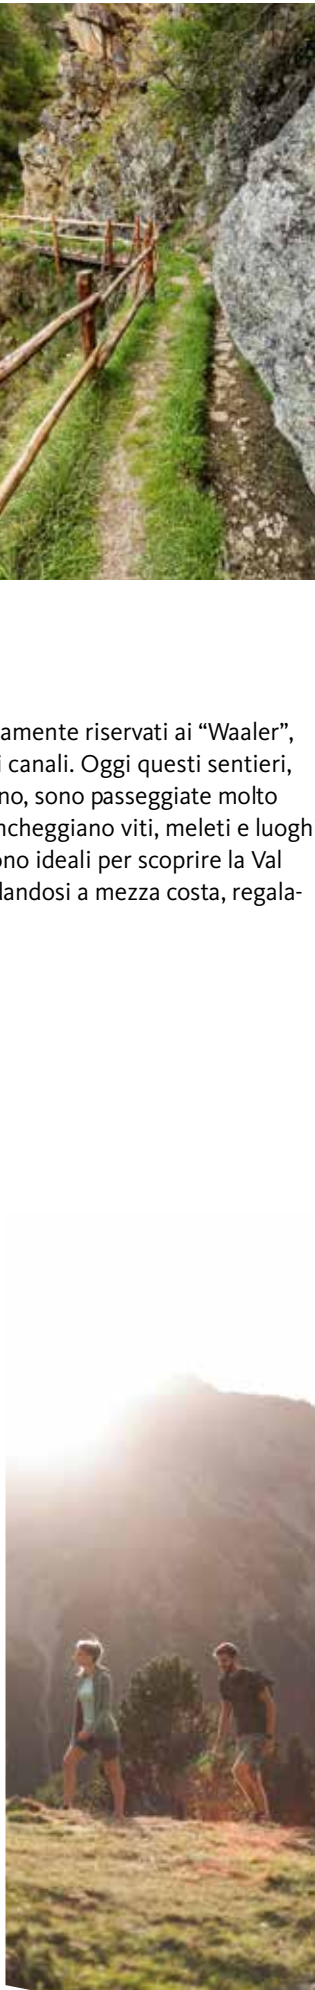 amente riservati ai “Waaler”,
i canali. Oggi questi sentieri,
no, sono passeggiate molto
ncheggiano viti, meleti e luogh
ono ideali per scoprire la Val
dandosi a mezza costa, regala-